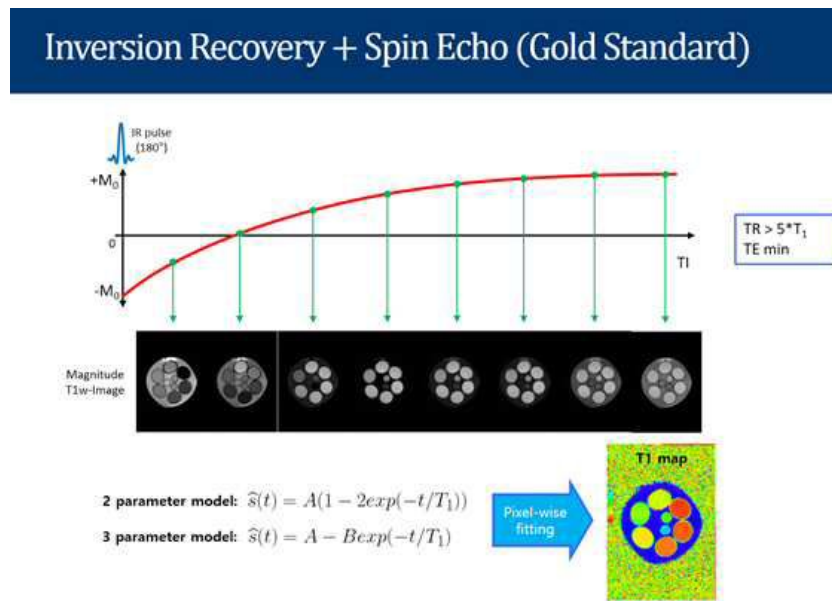 Inversion Recovery + Spin Echo (Gold Standard)
IR pulse
(180°)
+M₀
0
-M₀
TI
TR > 5*T₁
TE min
Magnitude
T1w-Image
T1 map
2 parameter model: ŝ(t) = A(1 − 2exp(−t/T₁))
3 parameter model: ŝ(t) = A − Bexp(−t/T₁)
Pixel-wise
fitting